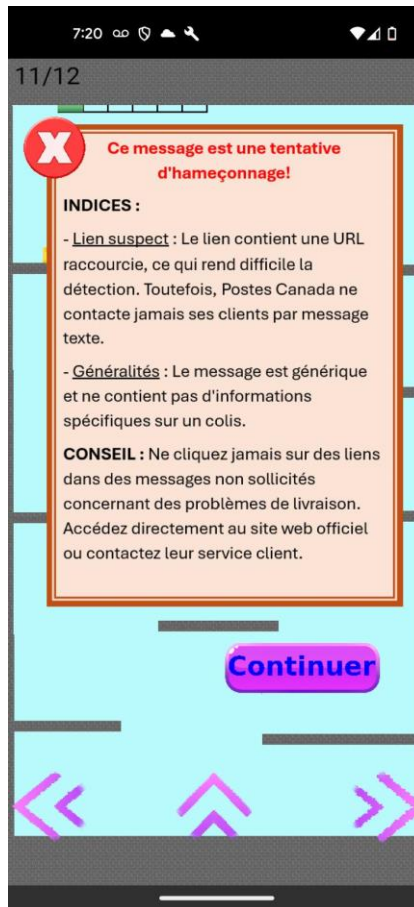 7:20
11/12
X
Ce message est une tentative
d'hameçonnage!
INDICES :
- Lien suspect : Le lien contient une URL
raccourcie, ce qui rend difficile la
détection. Toutefois, Postes Canada ne
contacte jamais ses clients par message
texte.
- Généralités : Le message est générique
et ne contient pas d'informations
spécifiques sur un colis.
CONSEIL : Ne cliquez jamais sur des liens
dans des messages non sollicités
concernant des problèmes de livraison.
Accédez directement au site web officiel
ou contactez leur service client.
Continuer